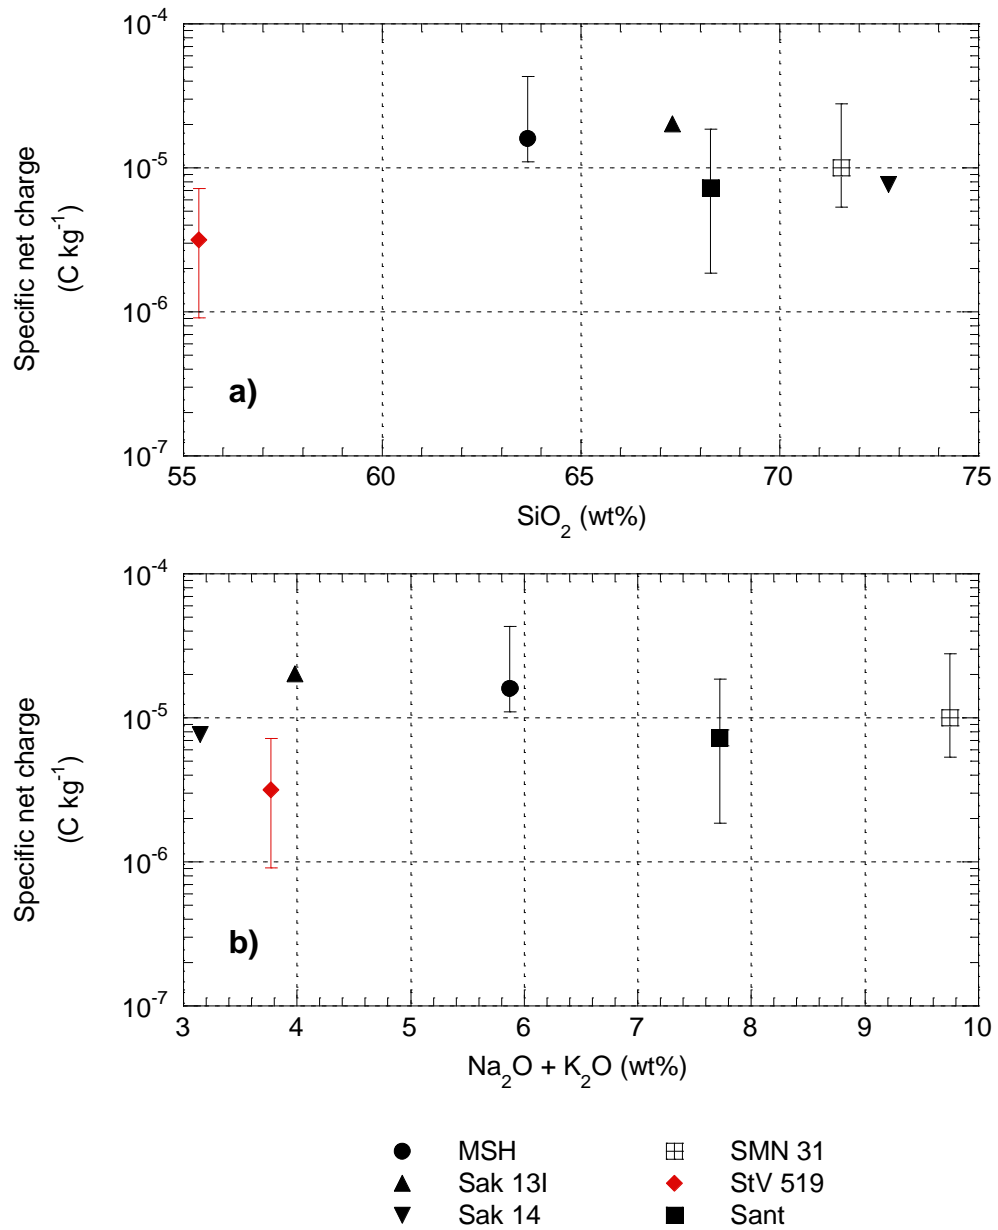 10⁻⁴
10⁻⁵
10⁻⁶
10⁻⁷
Specific net charge
(C kg⁻¹)
a)
55 60 65 70 75
SiO₂ (wt%)
10⁻⁴
10⁻⁵
10⁻⁶
10⁻⁷
Specific net charge
(C kg⁻¹)
b)
3 4 5 6 7 8 9 10
Na₂O + K₂O (wt%)
MSH SMN 31
Sak 13I StV 519
Sak 14 Sant